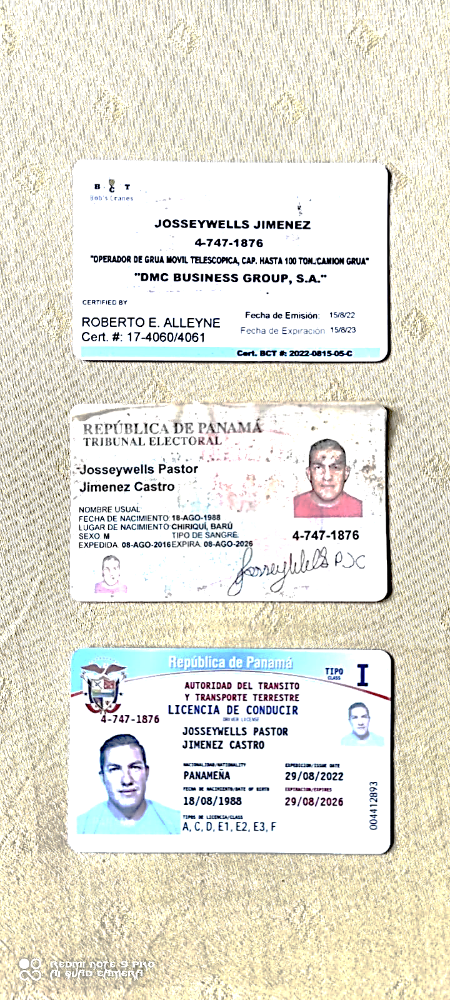 B C T
Bob's Cranes
JOSSEYWELLS JIMENEZ
4-747-1876
"OPERADOR DE GRUA MOVIL TELESCOPICA, CAP. HASTA 100 TON./CAMION GRUA"
"DMC BUSINESS GROUP, S.A."
CERTIFIED BY
ROBERTO E. ALLEYNE
Cert. #: 17-4060/4061
Fecha de Emisión: 15/8/22
Fecha de Expiración 15/8/23
Cert. BCT #: 2022-0815-05-C
REPÚBLICA DE PANAMÁ
TRIBUNAL ELECTORAL
Josseywells Pastor
Jimenez Castro
NOMBRE USUAL
FECHA DE NACIMIENTO: 18-AGO-1988
LUGAR DE NACIMIENTO: CHIRIQUÍ, BARÚ
SEXO: M TIPO DE SANGRE:
EXPEDIDA: 08-AGO-2016 EXPIRA: 08-AGO-2026
4-747-1876
Josseywells PJC
República de Panamá
TIPO
CLASS
I
AUTORIDAD DEL TRANSITO
Y TRANSPORTE TERRESTRE
LICENCIA DE CONDUCIR
DRIVER LICENSE
4-747-1876
JOSSEYWELLS PASTOR
JIMENEZ CASTRO
NACIONALIDAD/NATIONALITY
PANAMEÑA
EXPEDICION/ISSUE DATE
29/08/2022
FECHA DE NACIMIENTO/DATE OF BIRTH
18/08/1988
EXPIRACION/EXPIRES
29/08/2026
TIPOS DE LICENCIA/CLASS
A, C, D, E1, E2, E3, F
004412893
REDMI NOTE 9 PRO
AI QUAD CAMERA